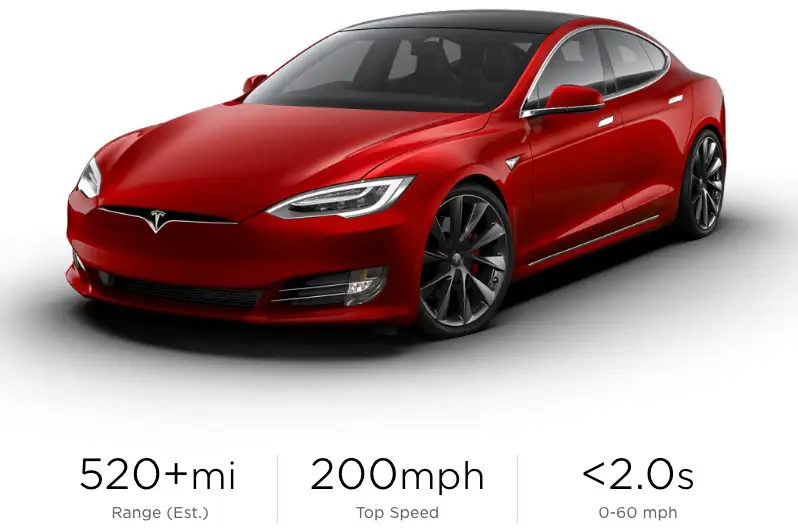 520+mi
200mph
<2.0s
Range (Est.)
Top Speed
0-60 mph